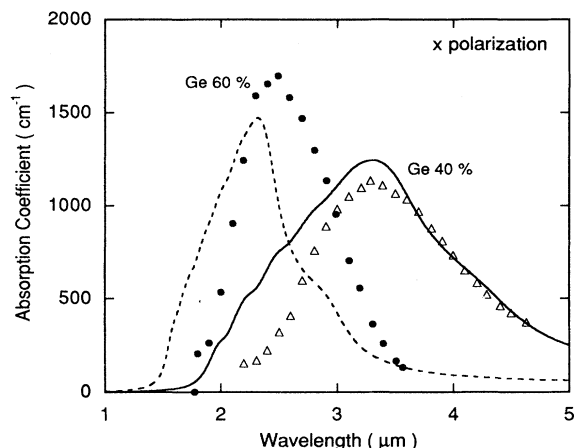 2000
x polarization
Ge 60 %
1500
Ge 40 %
1000
500
0
Absorption Coefficient ( cm⁻¹ )
1 2 3 4 5
Wavelength ( μm )